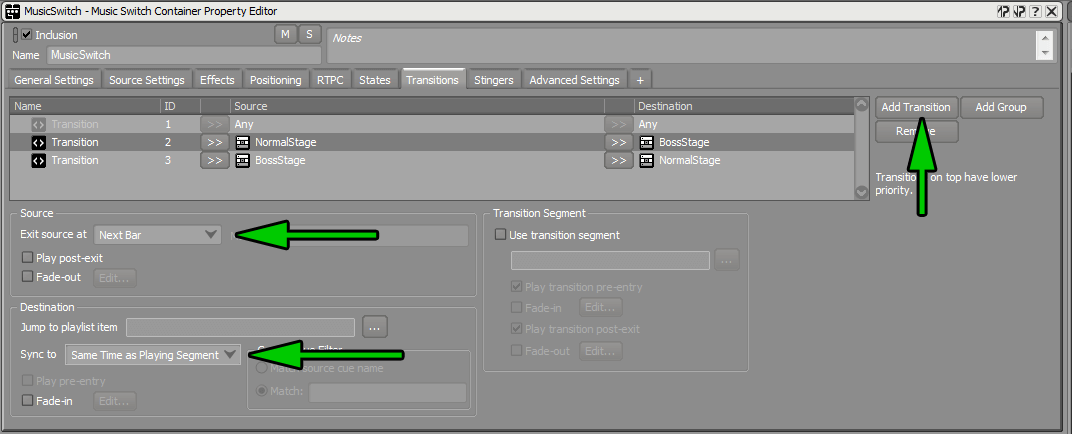 MusicSwitch - Music Switch Container Property Editor
Inclusion
M S
Notes
Name MusicSwitch
General Settings Source Settings Effects Positioning RTPC States Transitions Stingers Advanced Settings +
Name ID Source Destination
Transition 1 >> Any >> Any
Transition 2 >> NormalStage >> BossStage
Transition 3 >> BossStage >> NormalStage
Add Transition Add Group
Transition on top have lower
priority.
Source
Exit source at Next Bar
Play post-exit
Fade-out Edit...
Destination
Jump to playlist item ...
Sync to Same Time as Playing Segment
Play pre-entry
Fade-in Edit...
Filter
source cue name
Match:
Transition Segment
Use transition segment
...
Play transition pre-entry
Fade-in Edit...
Play transition post-exit
Fade-out Edit...